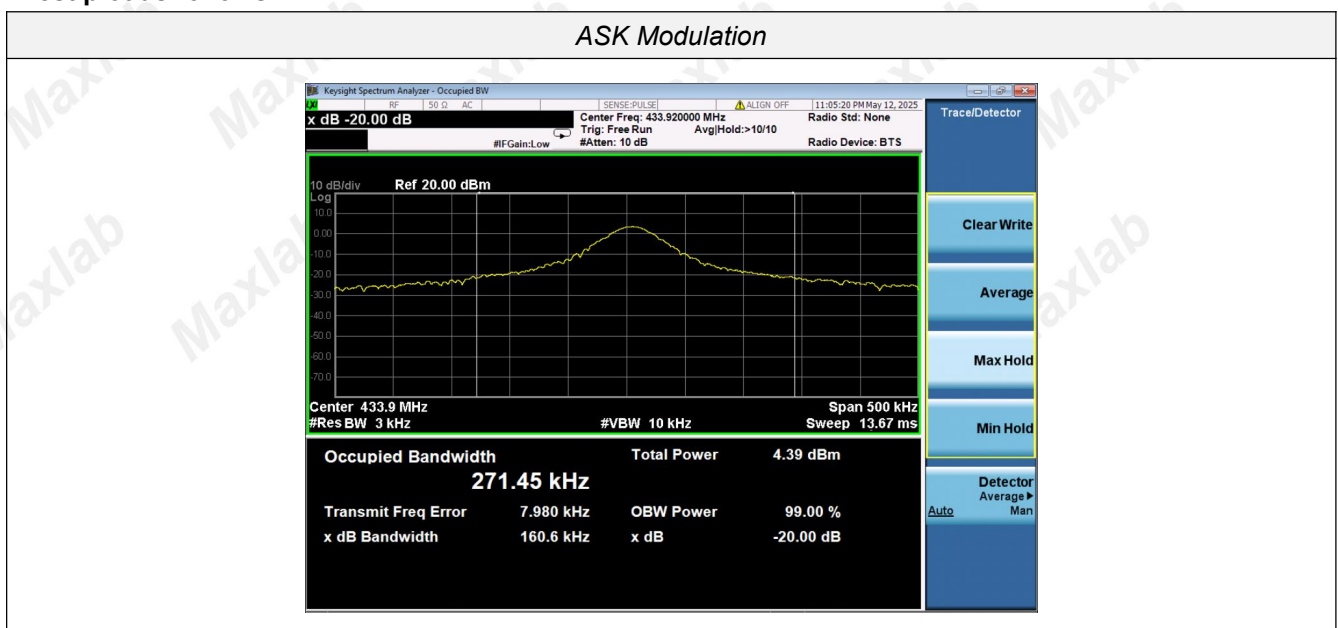 ASK Modulation
Keysight Spectrum Analyzer - Occupied BW
RF 50 Ω AC SENSE:PULSE ALIGN OFF 11:05:20 PM May 12, 2025
x dB -20.00 dB
Center Freq: 433.920000 MHz Radio Std: None
Trig: Free Run Avg|Hold:>10/10
#IFGain:Low #Atten: 10 dB Radio Device: BTS
Trace/Detector
10 dB/div Ref 20.00 dBm
Log
10.0
0.00
-10.0
-20.0
-30.0
-40.0
-50.0
-60.0
-70.0
Center 433.9 MHz Span 500 kHz
#Res BW 3 kHz #VBW 10 kHz Sweep 13.67 ms
Occupied Bandwidth Total Power 4.39 dBm
271.45 kHz
Transmit Freq Error 7.980 kHz OBW Power 99.00 %
x dB Bandwidth 160.6 kHz x dB -20.00 dB
Clear Write
Average
Max Hold
Min Hold
Detector
Average▶
Auto Man
Maxlab
Maxlab
Maxlab
Maxlab